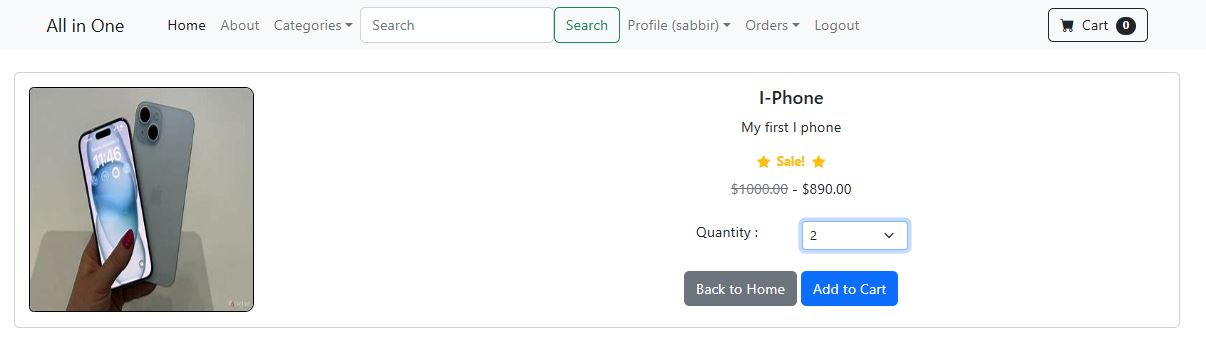 All in One Home About Categories Search Search Profile (sabbir) Orders Logout Cart 0
I-Phone
My first I phone
Sale!
$1000.00 - $890.00
Quantity : 2
Back to Home Add to Cart
11:46